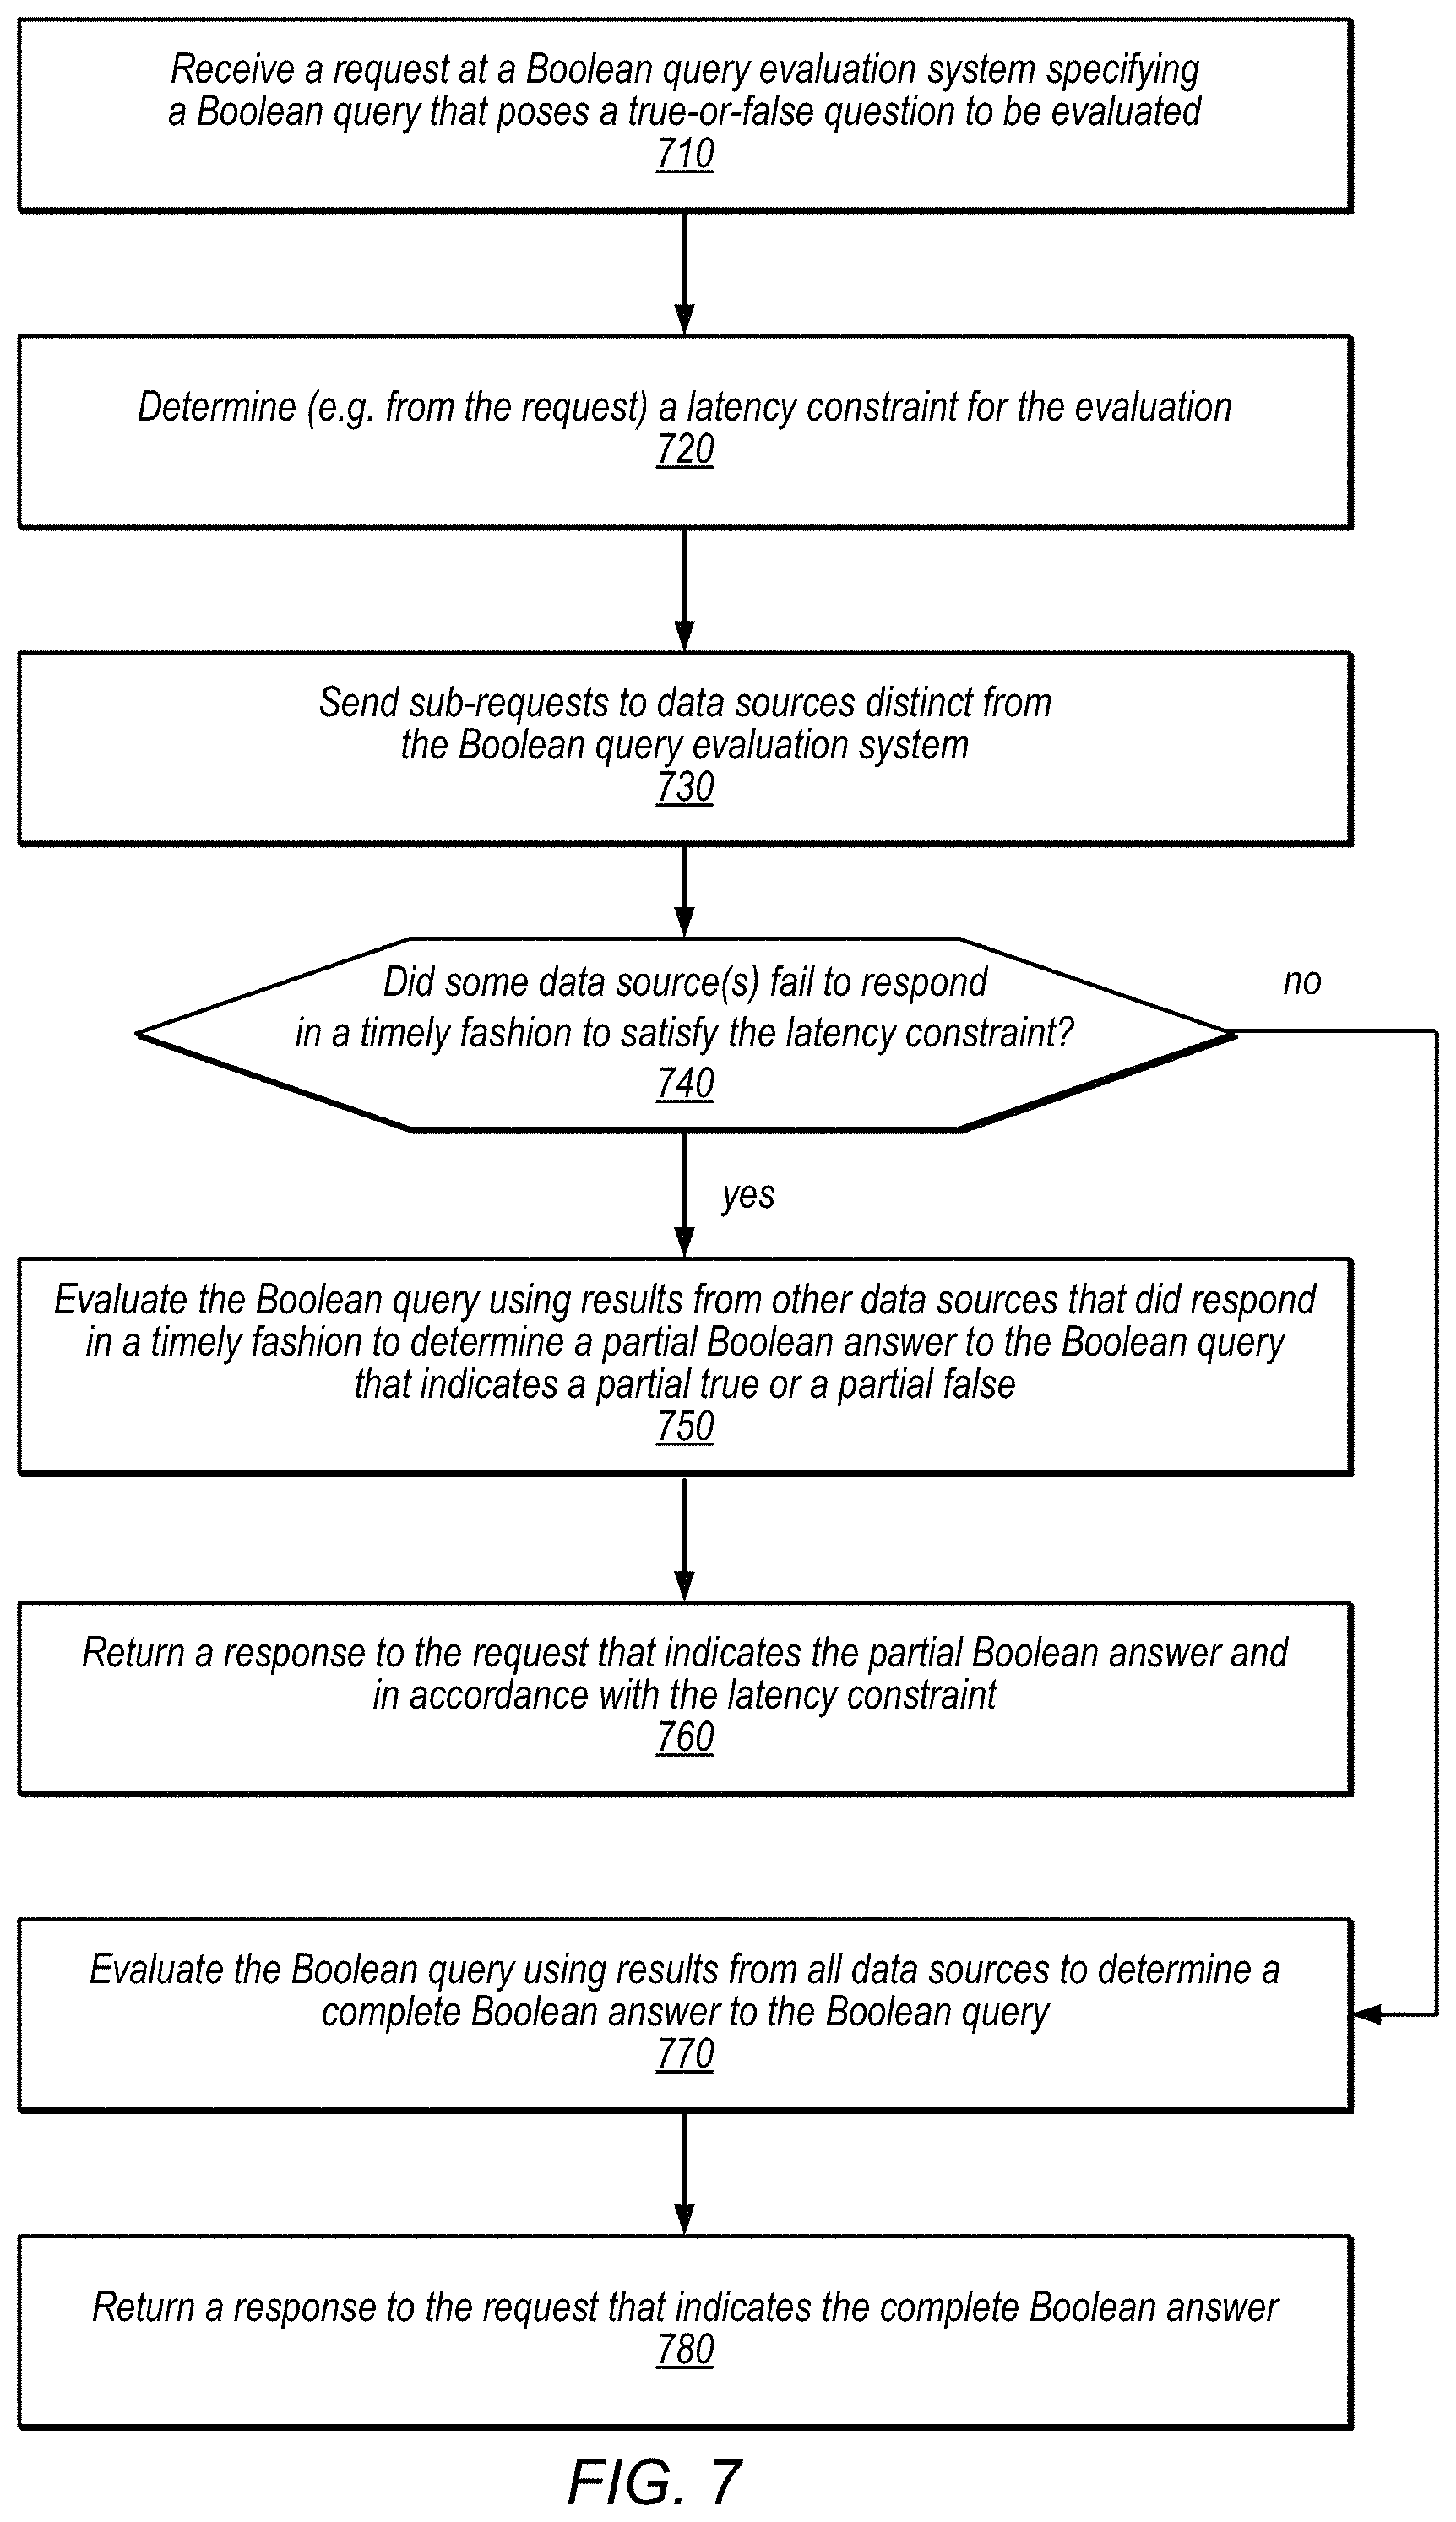 Receive a request at a Boolean query evaluation system specifying
a Boolean query that poses a true-or-false question to be evaluated
710
Determine (e.g. from the request) a latency constraint for the evaluation
720
Send sub-requests to data sources distinct from
the Boolean query evaluation system
730
Did some data source(s) fail to respond
in a timely fashion to satisfy the latency constraint?
740
no
yes
Evaluate the Boolean query using results from other data sources that did respond
in a timely fashion to determine a partial Boolean answer to the Boolean query
that indicates a partial true or a partial false
750
Return a response to the request that indicates the partial Boolean answer and
in accordance with the latency constraint
760
Evaluate the Boolean query using results from all data sources to determine a
complete Boolean answer to the Boolean query
770
Return a response to the request that indicates the complete Boolean answer
780
FIG. 7